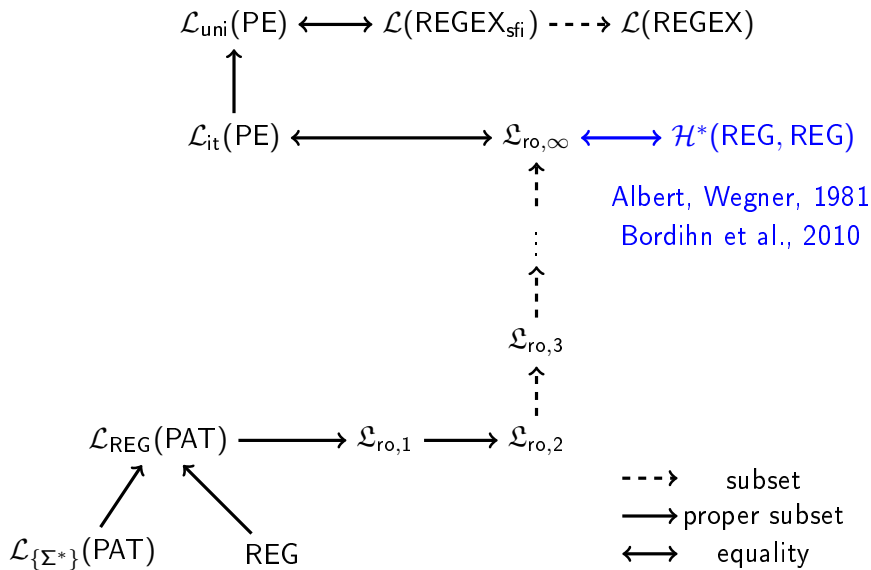 ℒ_uni(PE) ℒ(REGEX_sfi) ℒ(REGEX)
ℒ_it(PE) 𝔏_ro,∞ ℋ*(REG, REG)
Albert, Wegner, 1981
Bordihn et al., 2010
⋮
𝔏_ro,3
ℒ_REG(PAT) 𝔏_ro,1 𝔏_ro,2
subset
proper subset
equality
ℒ_{Σ*}(PAT) REG